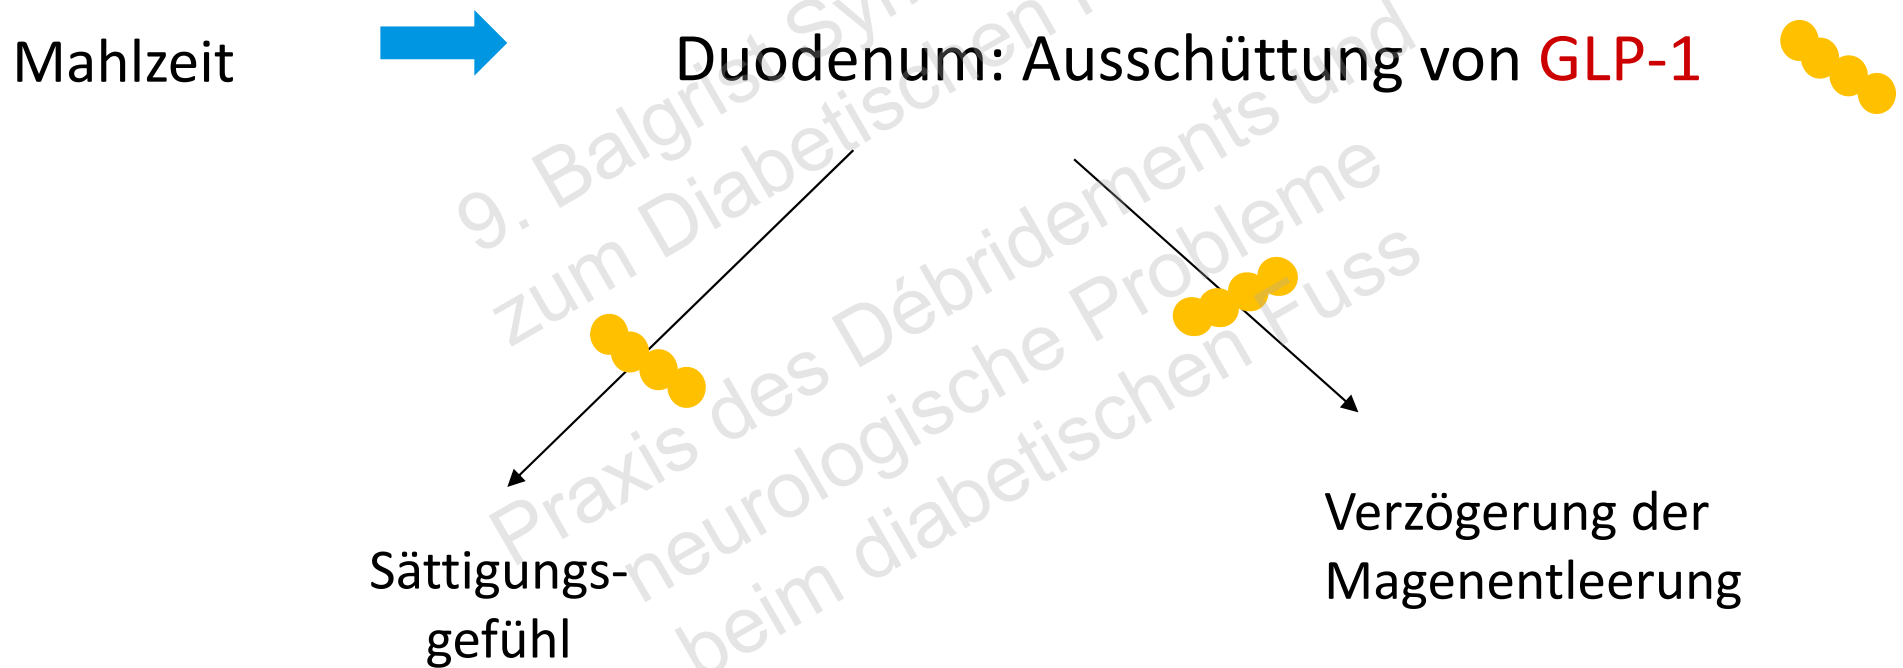 Mahlzeit
Duodenum: Ausschüttung von GLP-1
Sättigungs-
gefühl
Verzögerung der
Magenentleerung
9. Balgrist
zum Diabetischen
Praxis des Débridements und
neurologische Probleme
beim diabetischen Fuss